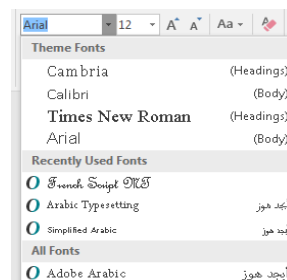 Arial 12 A A Aa
Theme Fonts
Cambria (Headings)
Calibri (Body)
Times New Roman (Headings)
Arial (Body)
Recently Used Fonts
O French Script MT
O Arabic Typesetting أبجد هوز
O Simplified Arabic أبجد هوز
All Fonts
O Adobe Arabic أبجد هوز